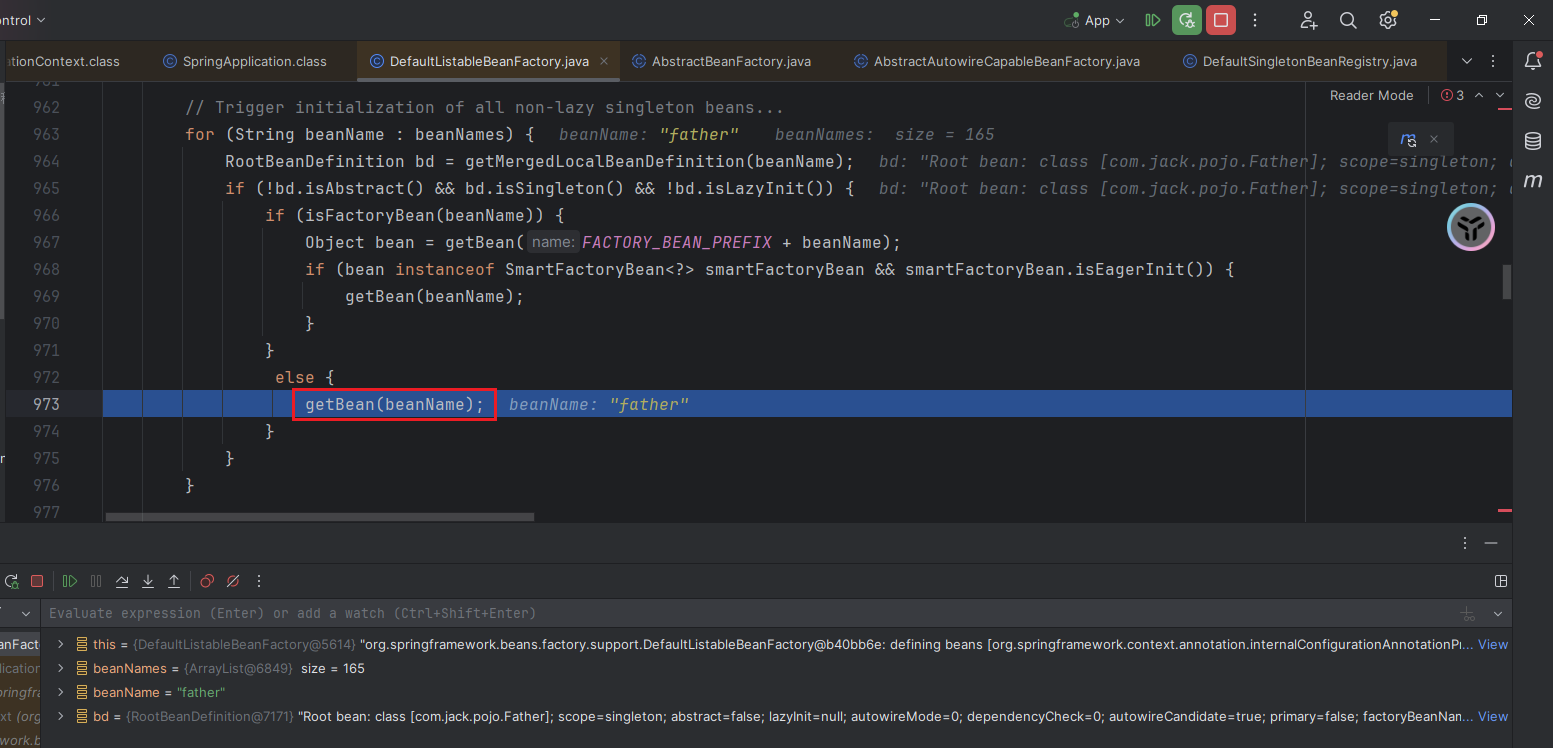 ntrol
App
ationContext.class
SpringApplication.class
DefaultListableBeanFactory.java
AbstractBeanFactory.java
AbstractAutowireCapableBeanFactory.java
DefaultSingletonBeanRegistry.java
Reader Mode
3
961
962 // Trigger initialization of all non-lazy singleton beans...
963 for (String beanName : beanNames) { beanName: "father" beanNames: size = 165
964 RootBeanDefinition bd = getMergedLocalBeanDefinition(beanName); bd: "Root bean: class [com.jack.pojo.Father]; scope=singleton;
965 if (!bd.isAbstract() && bd.isSingleton() && !bd.isLazyInit()) { bd: "Root bean: class [com.jack.pojo.Father]; scope=singleton;
966 if (isFactoryBean(beanName)) {
967 Object bean = getBean( name: FACTORY_BEAN_PREFIX + beanName);
968 if (bean instanceof SmartFactoryBean<?> smartFactoryBean && smartFactoryBean.isEagerInit()) {
969 getBean(beanName);
970 }
971 }
972 else {
973 getBean(beanName); beanName: "father"
974 }
975 }
976 }
977
m
Evaluate expression (Enter) or add a watch (Ctrl+Shift+Enter)
anFact
this = {DefaultListableBeanFactory@5614} "org.springframework.beans.factory.support.DefaultListableBeanFactory@b40bb6e: defining beans [org.springframework.context.annotation.internalConfigurationAnnotationPr... View
lication
beanNames = {ArrayList@6849} size = 165
pringfra
beanName = "father"
xt (org
bd = {RootBeanDefinition@7171} "Root bean: class [com.jack.pojo.Father]; scope=singleton; abstract=false; lazyInit=null; autowireMode=0; dependencyCheck=0; autowireCandidate=true; primary=false; factoryBeanNam... View
work.b